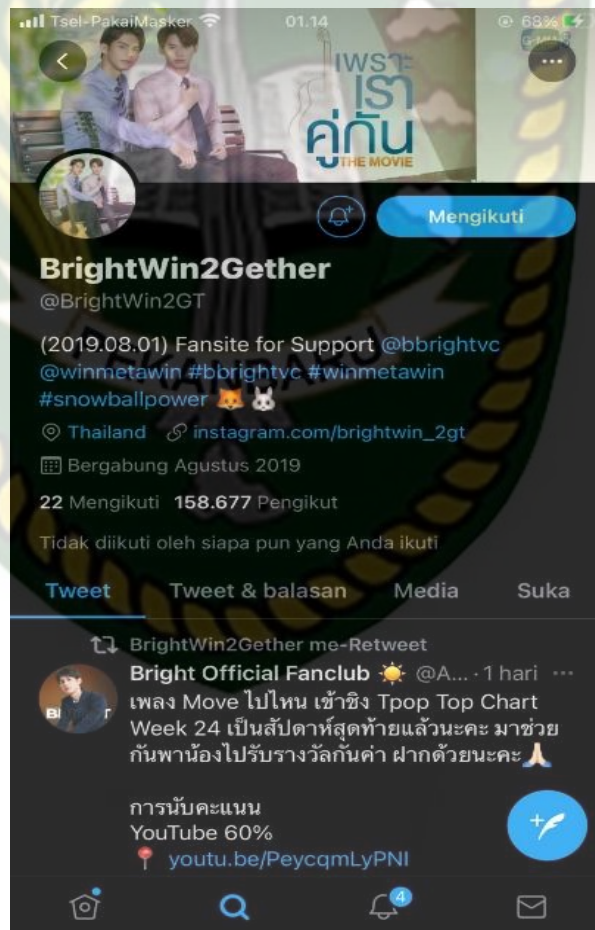 Tsel-PakaiMasker 01.14 68%
เพราะ
เรา
คู่กัน
THE MOVIE
Mengikuti
BrightWin2Gether
@BrightWin2GT
(2019.08.01) Fansite for Support @bbrightvc
@winmetawin #bbrightvc #winmetawin
#snowballpower 🦊 🐰
Thailand instagram.com/brightwin_2gt
Bergabung Agustus 2019
22 Mengikuti 158.677 Pengikut
Tidak diikuti oleh siapa pun yang Anda ikuti
Tweet Tweet & balasan Media Suka
BrightWin2Gether me-Retweet
Bright Official Fanclub ☀️ @A... · 1 hari ···
เพลง Move ไปไหน เข้าชิง Tpop Top Chart
Week 24 เป็นสัปดาห์สุดท้ายแล้วนะคะ มาช่วย
กันพาน้องไปรับรางวัลกันค่า ฝากด้วยนะคะ🙏🏻
การนับคะแนน
YouTube 60%
📍 youtu.be/PeycqmLyPNI
4
PEKANBARU